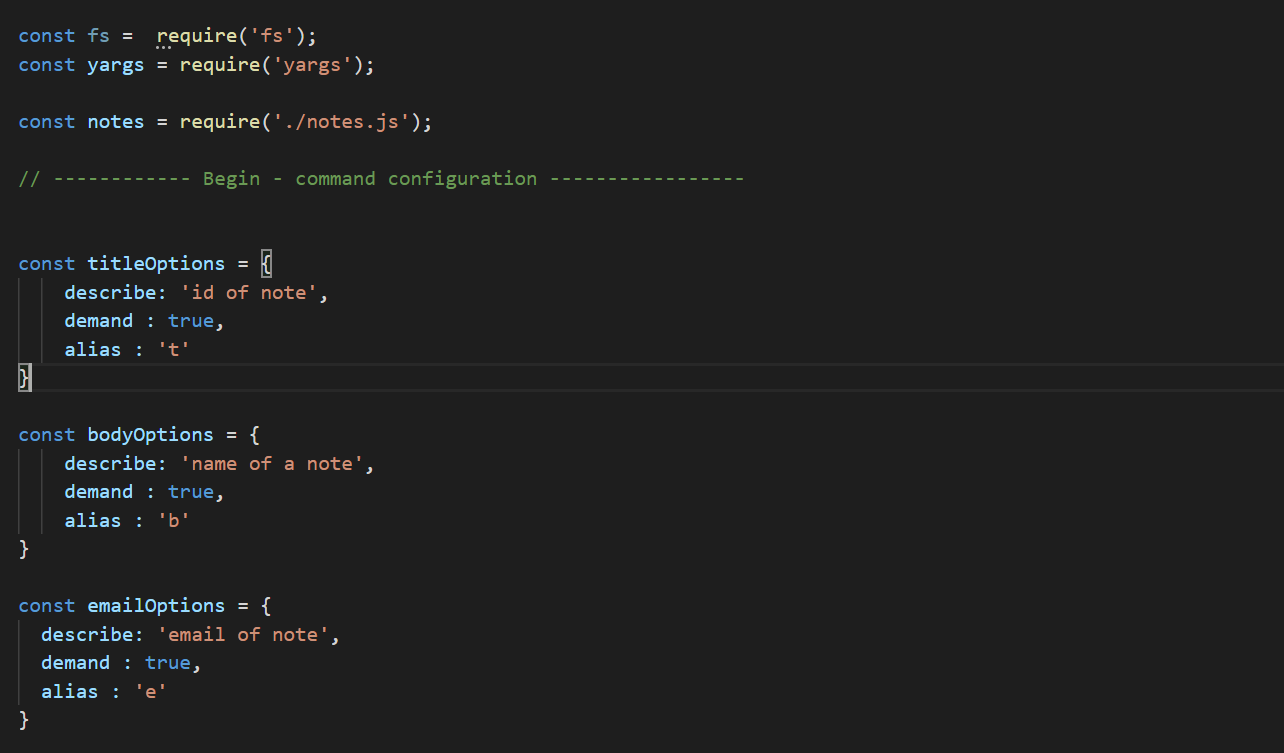 const fs =  require('fs');
const yargs = require('yargs');
const notes = require('./notes.js');
// ------------ Begin - command configuration -----------------
const titleOptions = {
    describe: 'id of note',
    demand : true,
    alias : 't'
}
const bodyOptions = {
    describe: 'name of a note',
    demand : true,
    alias : 'b'
}
const emailOptions = {
  describe: 'email of note',
  demand : true,
  alias : 'e'
}